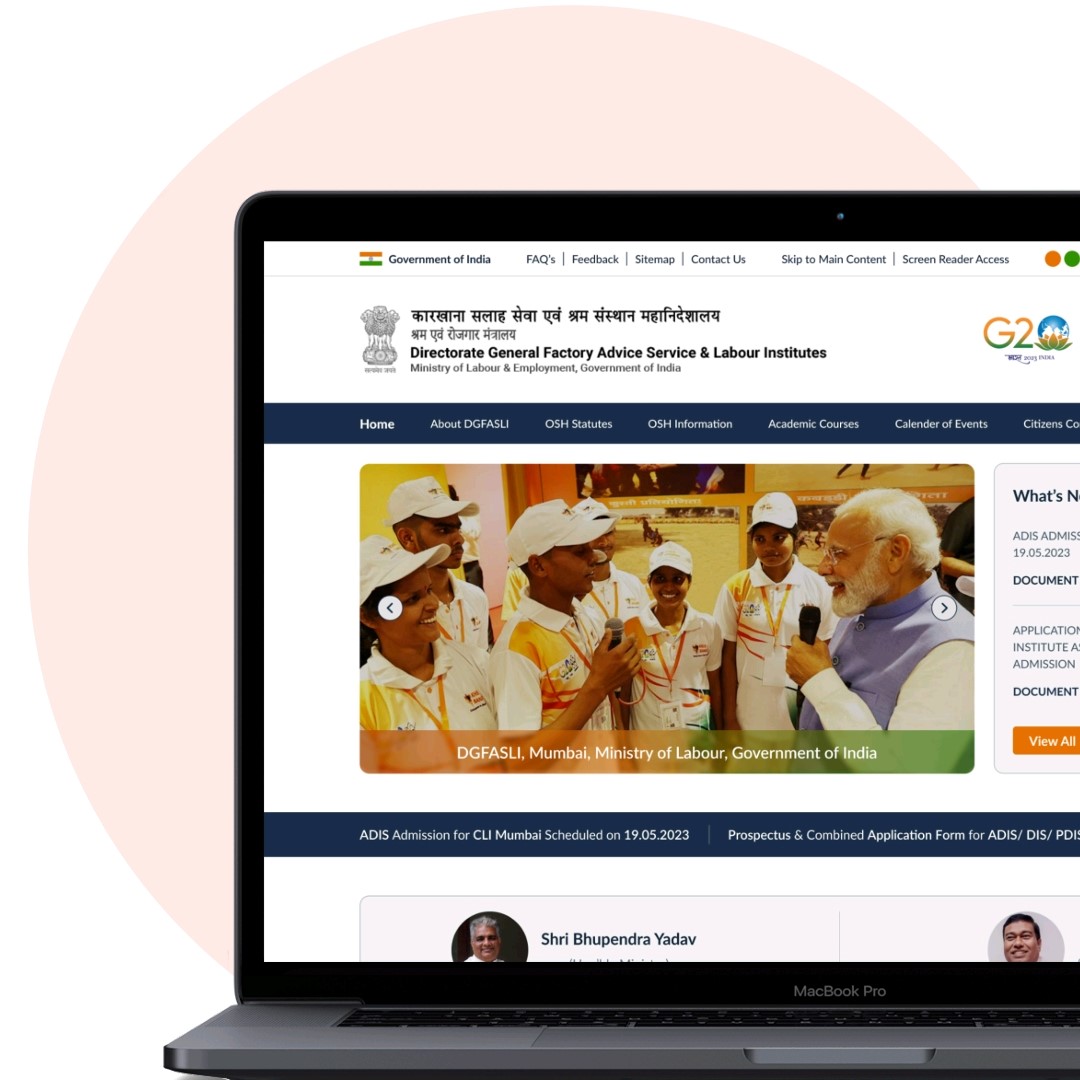 Government of India
FAQ's | Feedback | Sitemap | Contact Us
Skip to Main Content | Screen Reader Access
कारखाना सलाह सेवा एवं श्रम संस्थान महानिदेशालय
श्रम एवं रोजगार मंत्रालय
Directorate General Factory Advice Service & Labour Institutes
Ministry of Labour & Employment, Government of India
सत्यमेव जयते
G20
भारत 2023 INDIA
Home
About DGFASLI
OSH Statutes
OSH Information
Academic Courses
Calender of Events
Citizens
कुश्ती प्रतियोगिता
DGFASLI, Mumbai, Ministry of Labour, Government of India
What's
ADIS
19.05.2023
DOCUMENT
INSTITUTE
ADMISSION
DOCUMENT
View All
ADIS Admission for CLI Mumbai Scheduled on 19.05.2023
Prospectus & Combined Application Form for ADIS/ DIS/
Shri Bhupendra Yadav
MacBook Pro